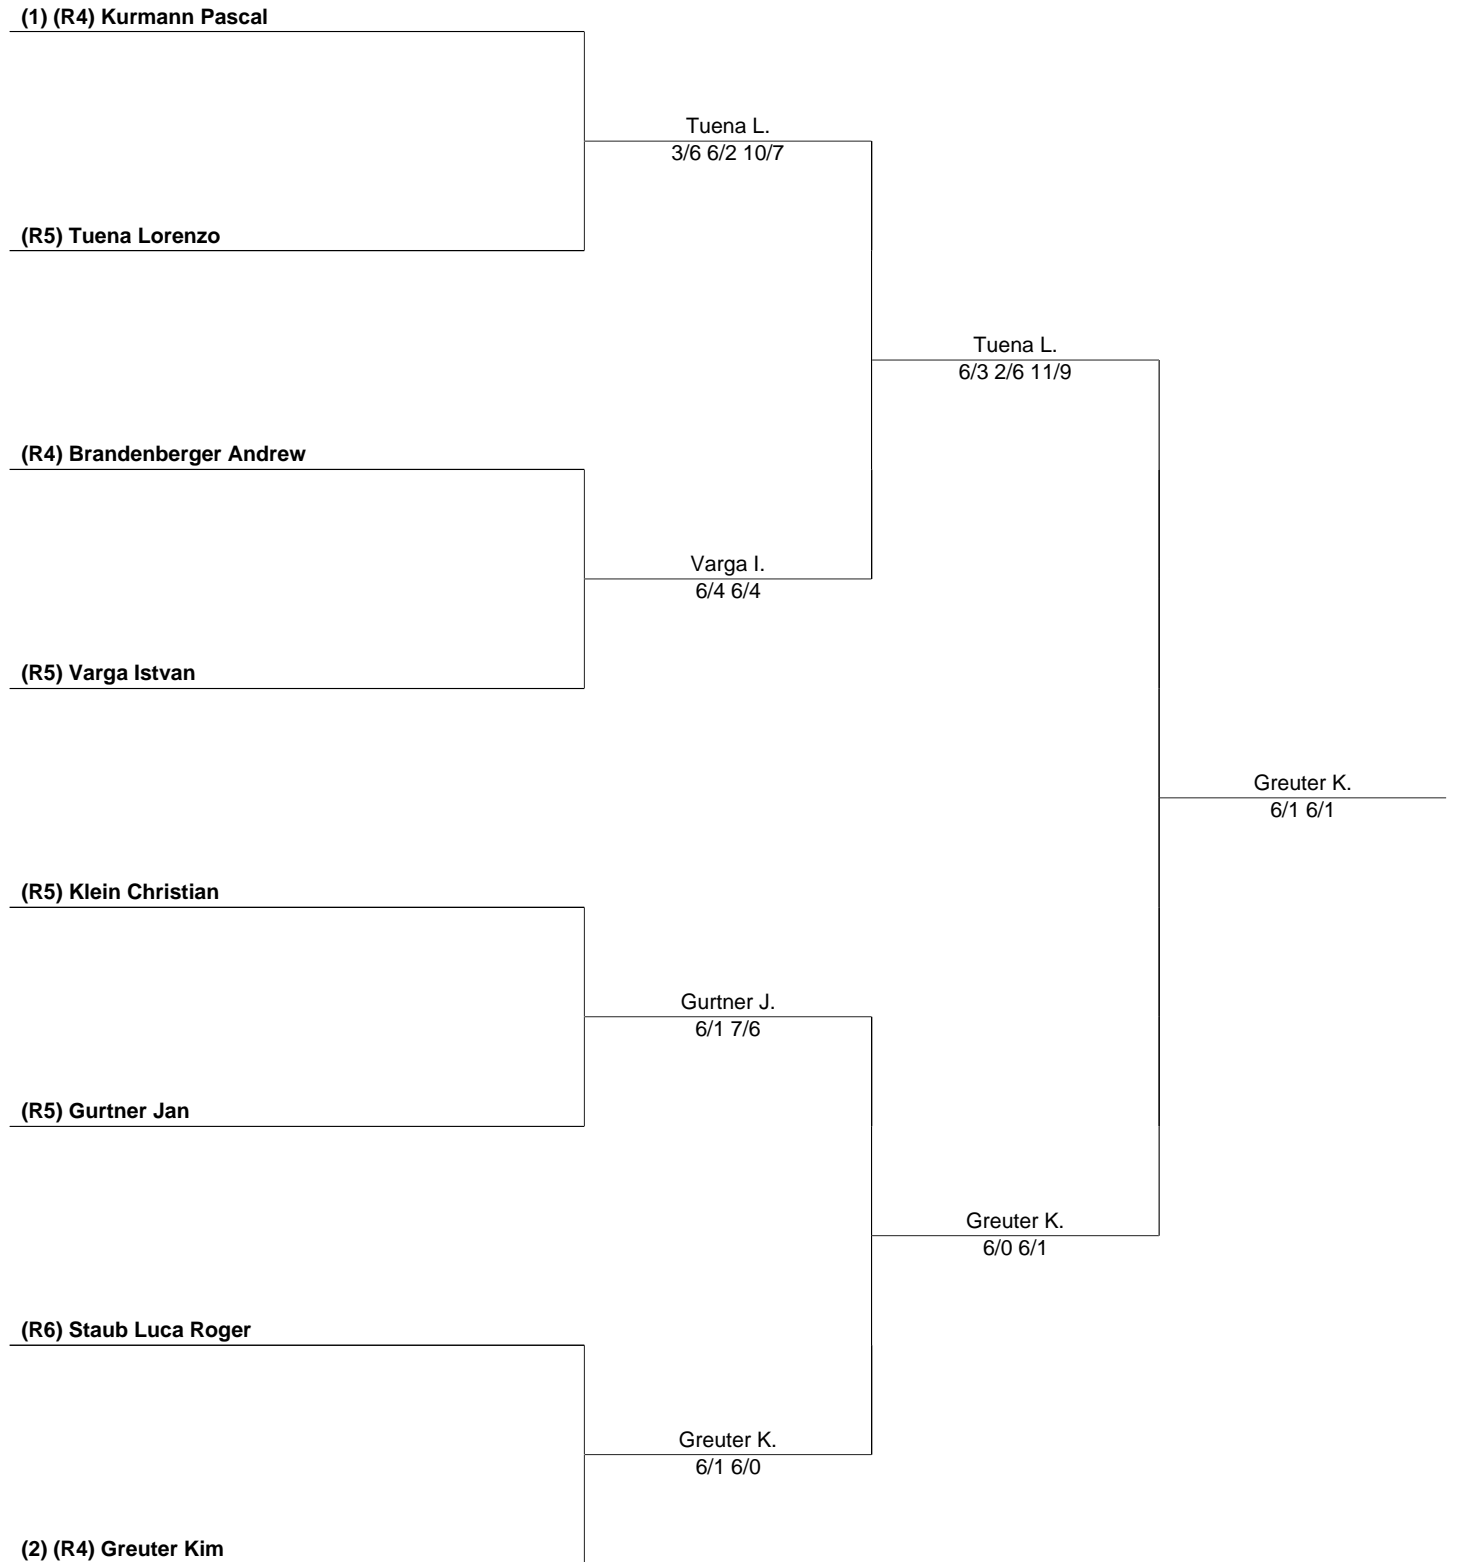 (1) (R4) Kurmann Pascal
Tuena L.
3/6 6/2 10/7
(R5) Tuena Lorenzo
Tuena L.
6/3 2/6 11/9
(R4) Brandenberger Andrew
Varga I.
6/4 6/4
(R5) Varga Istvan
Greuter K.
6/1 6/1
(R5) Klein Christian
Gurtner J.
6/1 7/6
(R5) Gurtner Jan
Greuter K.
6/0 6/1
(R6) Staub Luca Roger
Greuter K.
6/1 6/0
(2) (R4) Greuter Kim